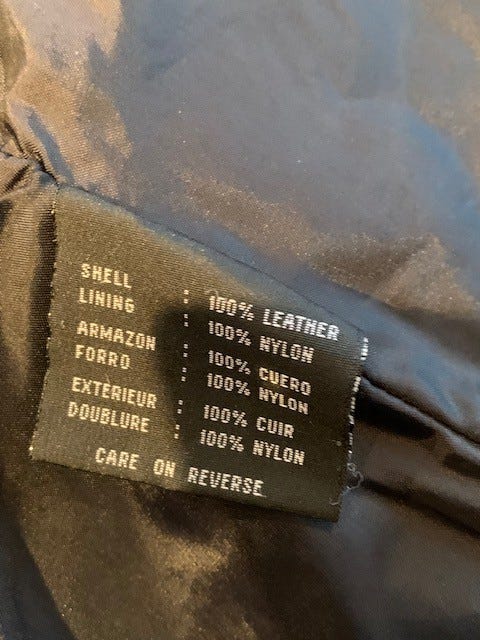 SHELL : 100% LEATHER
LINING : 100% NYLON
ARMAZON : 100% CUERO
FORRO : 100% NYLON
EXTERIEUR : 100% CUIR
DOUBLURE : 100% NYLON
CARE ON REVERSE